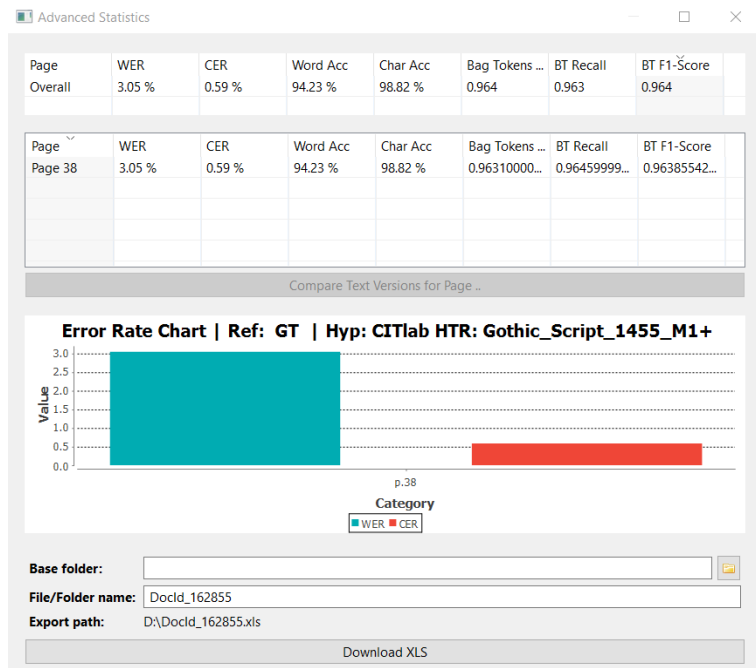 Advanced Statistics
Page WER CER Word Acc Char Acc Bag Tokens ... BT Recall BT F1-Score
Overall 3.05 % 0.59 % 94.23 % 98.82 % 0.964 0.963 0.964
Page WER CER Word Acc Char Acc Bag Tokens ... BT Recall BT F1-Score
Page 38 3.05 % 0.59 % 94.23 % 98.82 % 0.96310000... 0.96459999... 0.96385542...
Compare Text Versions for Page ..
Error Rate Chart | Ref: GT | Hyp: CITlab HTR: Gothic_Script_1455_M1+
3.0
2.5
2.0
1.5
1.0
0.5
0.0
Value
p.38
Category
WER CER
Base folder:
File/Folder name: DocId_162855
Export path: D:\DocId_162855.xls
Download XLS